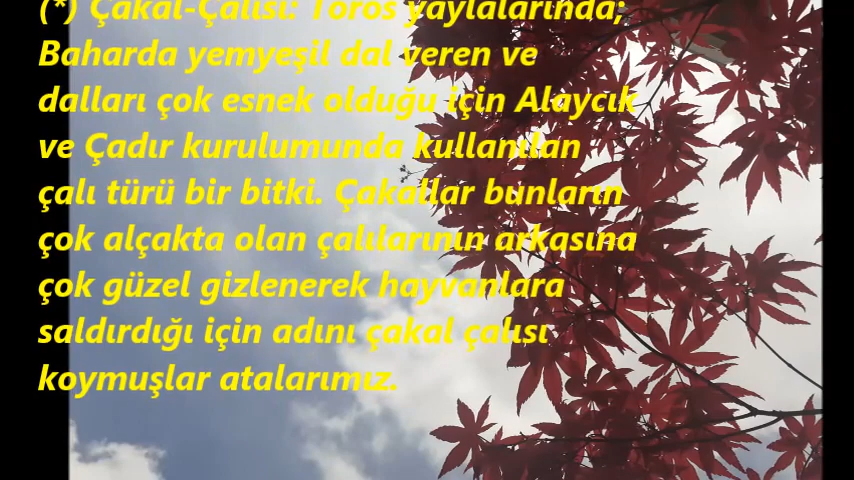 (*) Çakal-Çalısı: Toros yaylalarında;
Baharda yemyeşil dal veren ve
dalları çok esnek olduğu için Alaycık
ve Çadır kurulumunda kullanılan
çalı türü bir bitki. Çakallar bunların
çok alçakta olan çalılarının arkasına
çok güzel gizlenerek hayvanlara
saldırdığı için adını çakal çalısı
koymuşlar atalarımız.